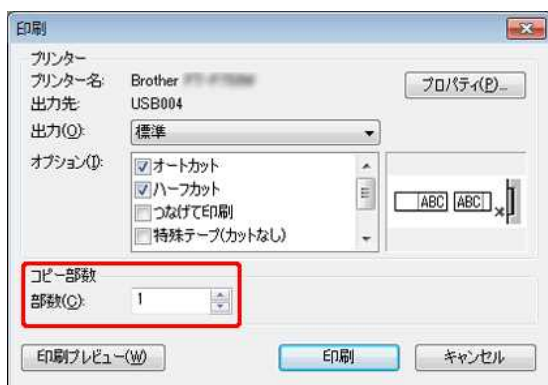 印刷
プリンター
プリンター名: Brother
プロパティ(P)...
出力先: USB004
出力(O): 標準
オプション(I): オートカット
ハーフカット
つなげて印刷
特殊テープ(カットなし)
ABC ABC
コピー部数
部数(C): 1
印刷プレビュー(W) 印刷 キャンセル